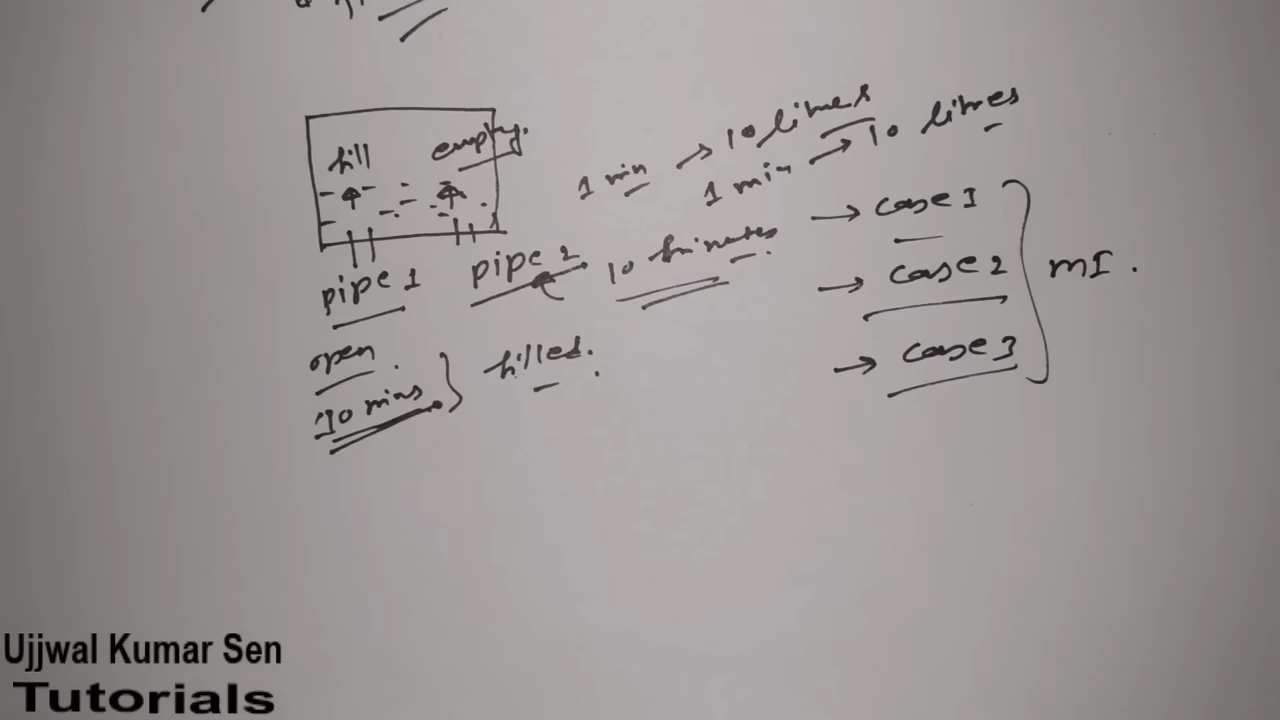 fill empty.
1 min → 10 litres
1 min → 10 litres
pipe 1 pipe 2 10 minutes
→ case 1
→ case 2
→ case 3
mI.
open
10 mins
filled.
Ujjwal Kumar Sen
Tutorials